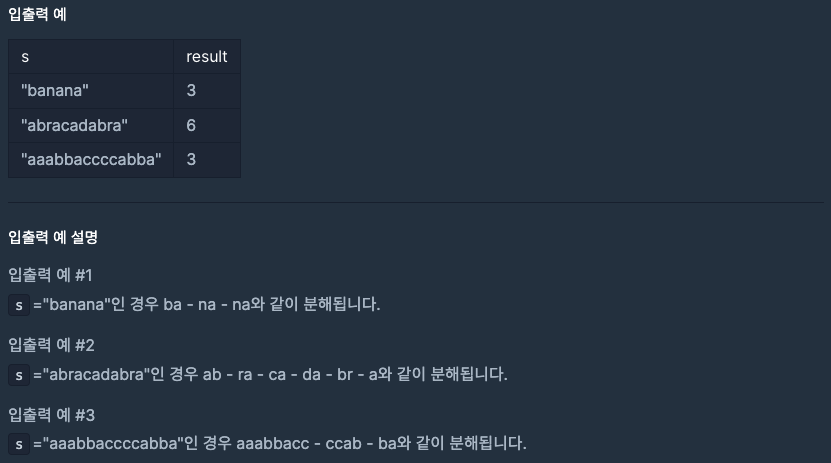 입출력 예
s result
"banana" 3
"abracadabra" 6
"aaabbaccccabba" 3
입출력 예 설명
입출력 예 #1
s ="banana"인 경우 ba - na - na와 같이 분해됩니다.
입출력 예 #2
s ="abracadabra"인 경우 ab - ra - ca - da - br - a와 같이 분해됩니다.
입출력 예 #3
s ="aaabbaccccabba"인 경우 aaabbacc - ccab - ba와 같이 분해됩니다.